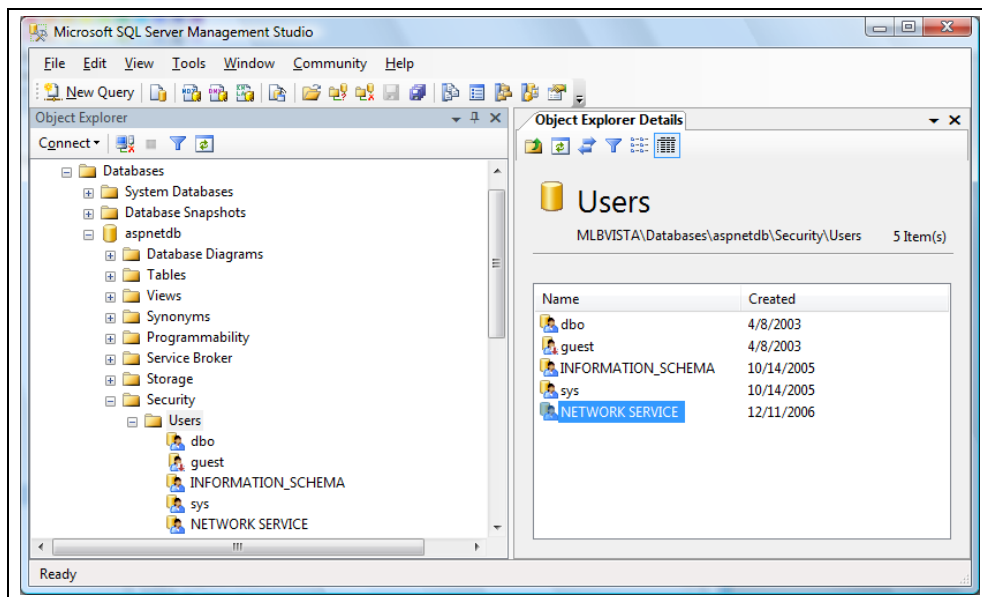 Microsoft SQL Server Management Studio
File Edit View Tools Window Community Help
New Query
Object Explorer
Connect
Databases
System Databases
Database Snapshots
aspnetdb
Database Diagrams
Tables
Views
Synonyms
Programmability
Service Broker
Storage
Security
Users
dbo
guest
INFORMATION_SCHEMA
sys
NETWORK SERVICE
Object Explorer Details
Users
MLBVISTA\Databases\aspnetdb\Security\Users 5 Item(s)
Name Created
dbo 4/8/2003
guest 4/8/2003
INFORMATION_SCHEMA 10/14/2005
sys 10/14/2005
NETWORK SERVICE 12/11/2006
Ready